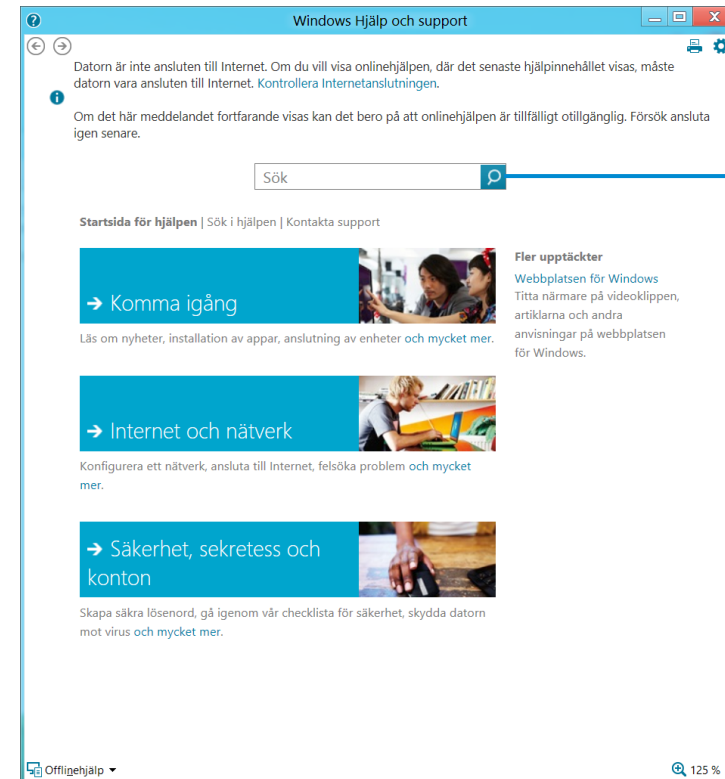 Windows Hjälp och support
Datorn är inte ansluten till Internet. Om du vill visa onlinehjälpen, där det senaste hjälpinnehållet visas, måste
datorn vara ansluten till Internet. Kontrollera Internetanslutningen.
Om det här meddelandet fortfarande visas kan det bero på att onlinehjälpen är tillfälligt otillgänglig. Försök ansluta
igen senare.
Sök
Startsida för hjälpen | Sök i hjälpen | Kontakta support
→ Komma igång
Läs om nyheter, installation av appar, anslutning av enheter och mycket mer.
→ Internet och nätverk
Konfigurera ett nätverk, ansluta till Internet, felsöka problem och mycket
mer.
→ Säkerhet, sekretess och
konton
Skapa säkra lösenord, gå igenom vår checklista för säkerhet, skydda datorn
mot virus och mycket mer.
Fler upptäckter
Webbplatsen för Windows
Titta närmare på videoklippen,
artiklarna och andra
anvisningar på webbplatsen
för Windows.
Offlinehjälp
125 %